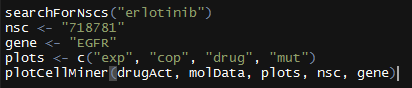 searchForNscs("erlotinib")
nsc <- "718781"
gene <- "EGFR"
plots <- c("exp", "cop", "drug", "mut")
plotCellMiner(drugAct, molData, plots, nsc, gene)